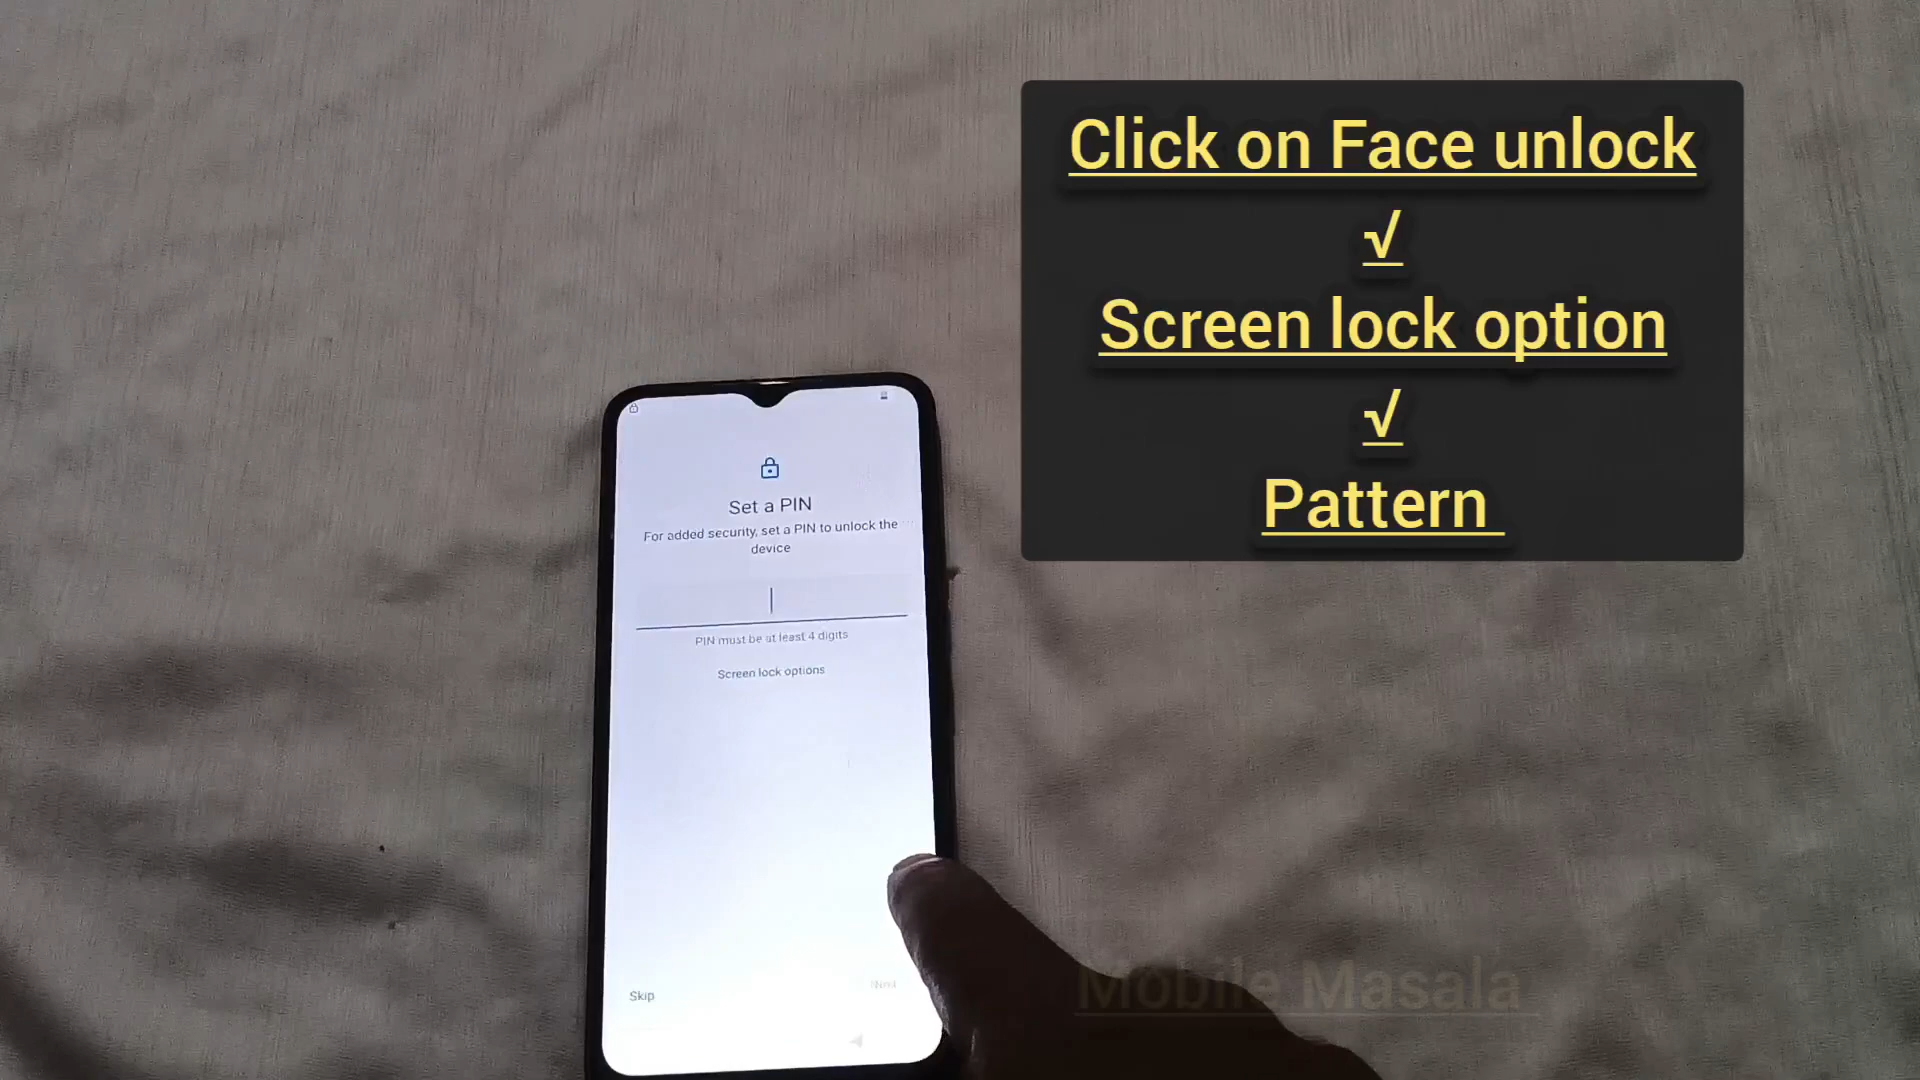 Click on Face unlock
√
Screen lock option
√
Pattern
Set a PIN
For added security, set a PIN to unlock the
device
PIN must be at least 4 digits
Screen lock options
Skip
Next
Mobile Masala